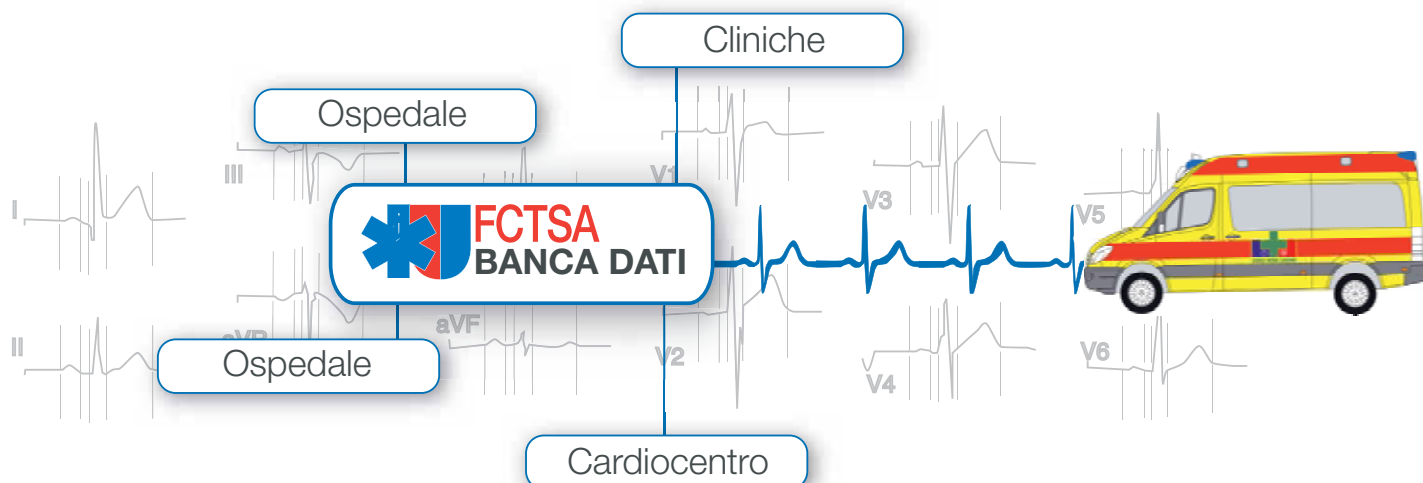 Cliniche
Ospedale
III
V1
I
V3
V5
FCTSA
BANCA DATI
aVF
II
V2
V4
V6
Ospedale
Cardiocentro